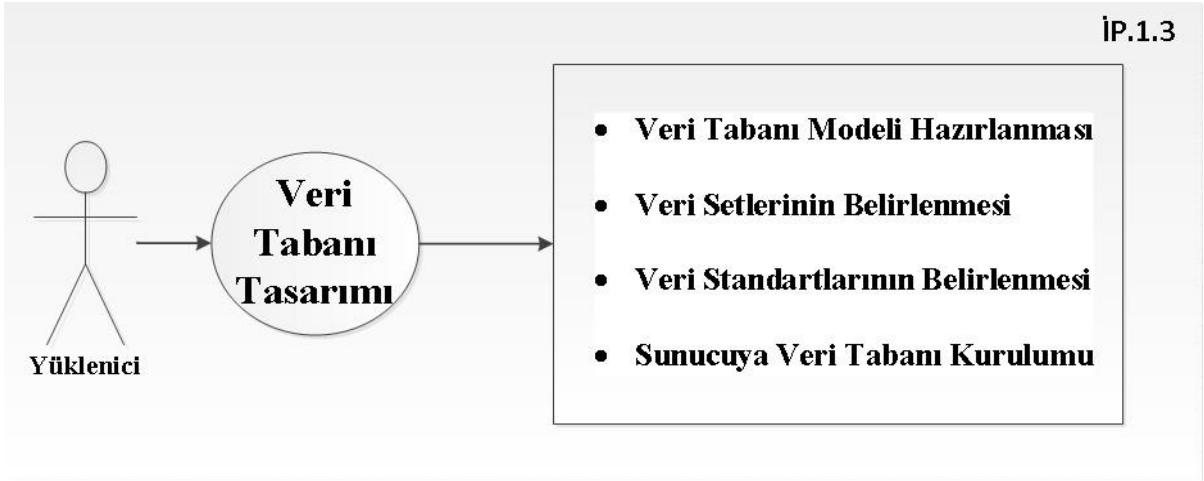 İP.1.3
Yüklenici
Veri
Tabanı
Tasarımı
• Veri Tabanı Modeli Hazırlanması
• Veri Setlerinin Belirlenmesi
• Veri Standartlarının Belirlenmesi
• Sunucuya Veri Tabanı Kurulumu